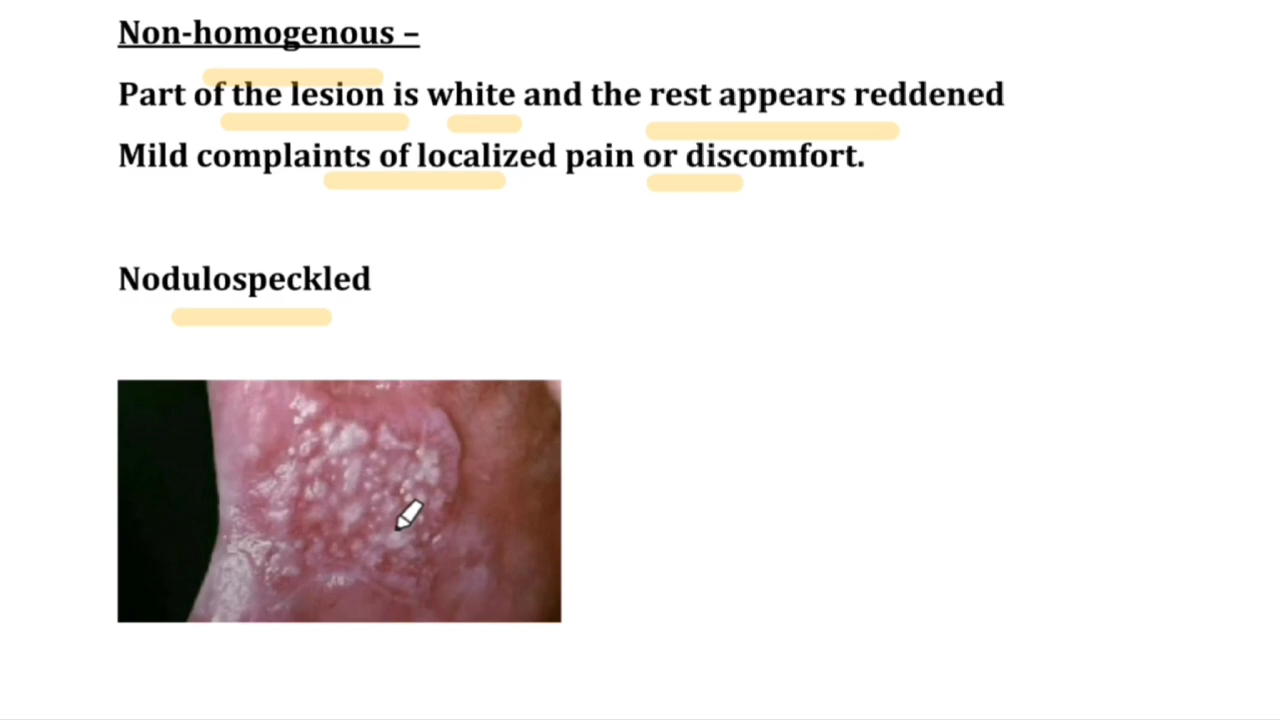 Non-homogenous –
Part of the lesion is white and the rest appears reddened
Mild complaints of localized pain or discomfort.
Nodulospeckled